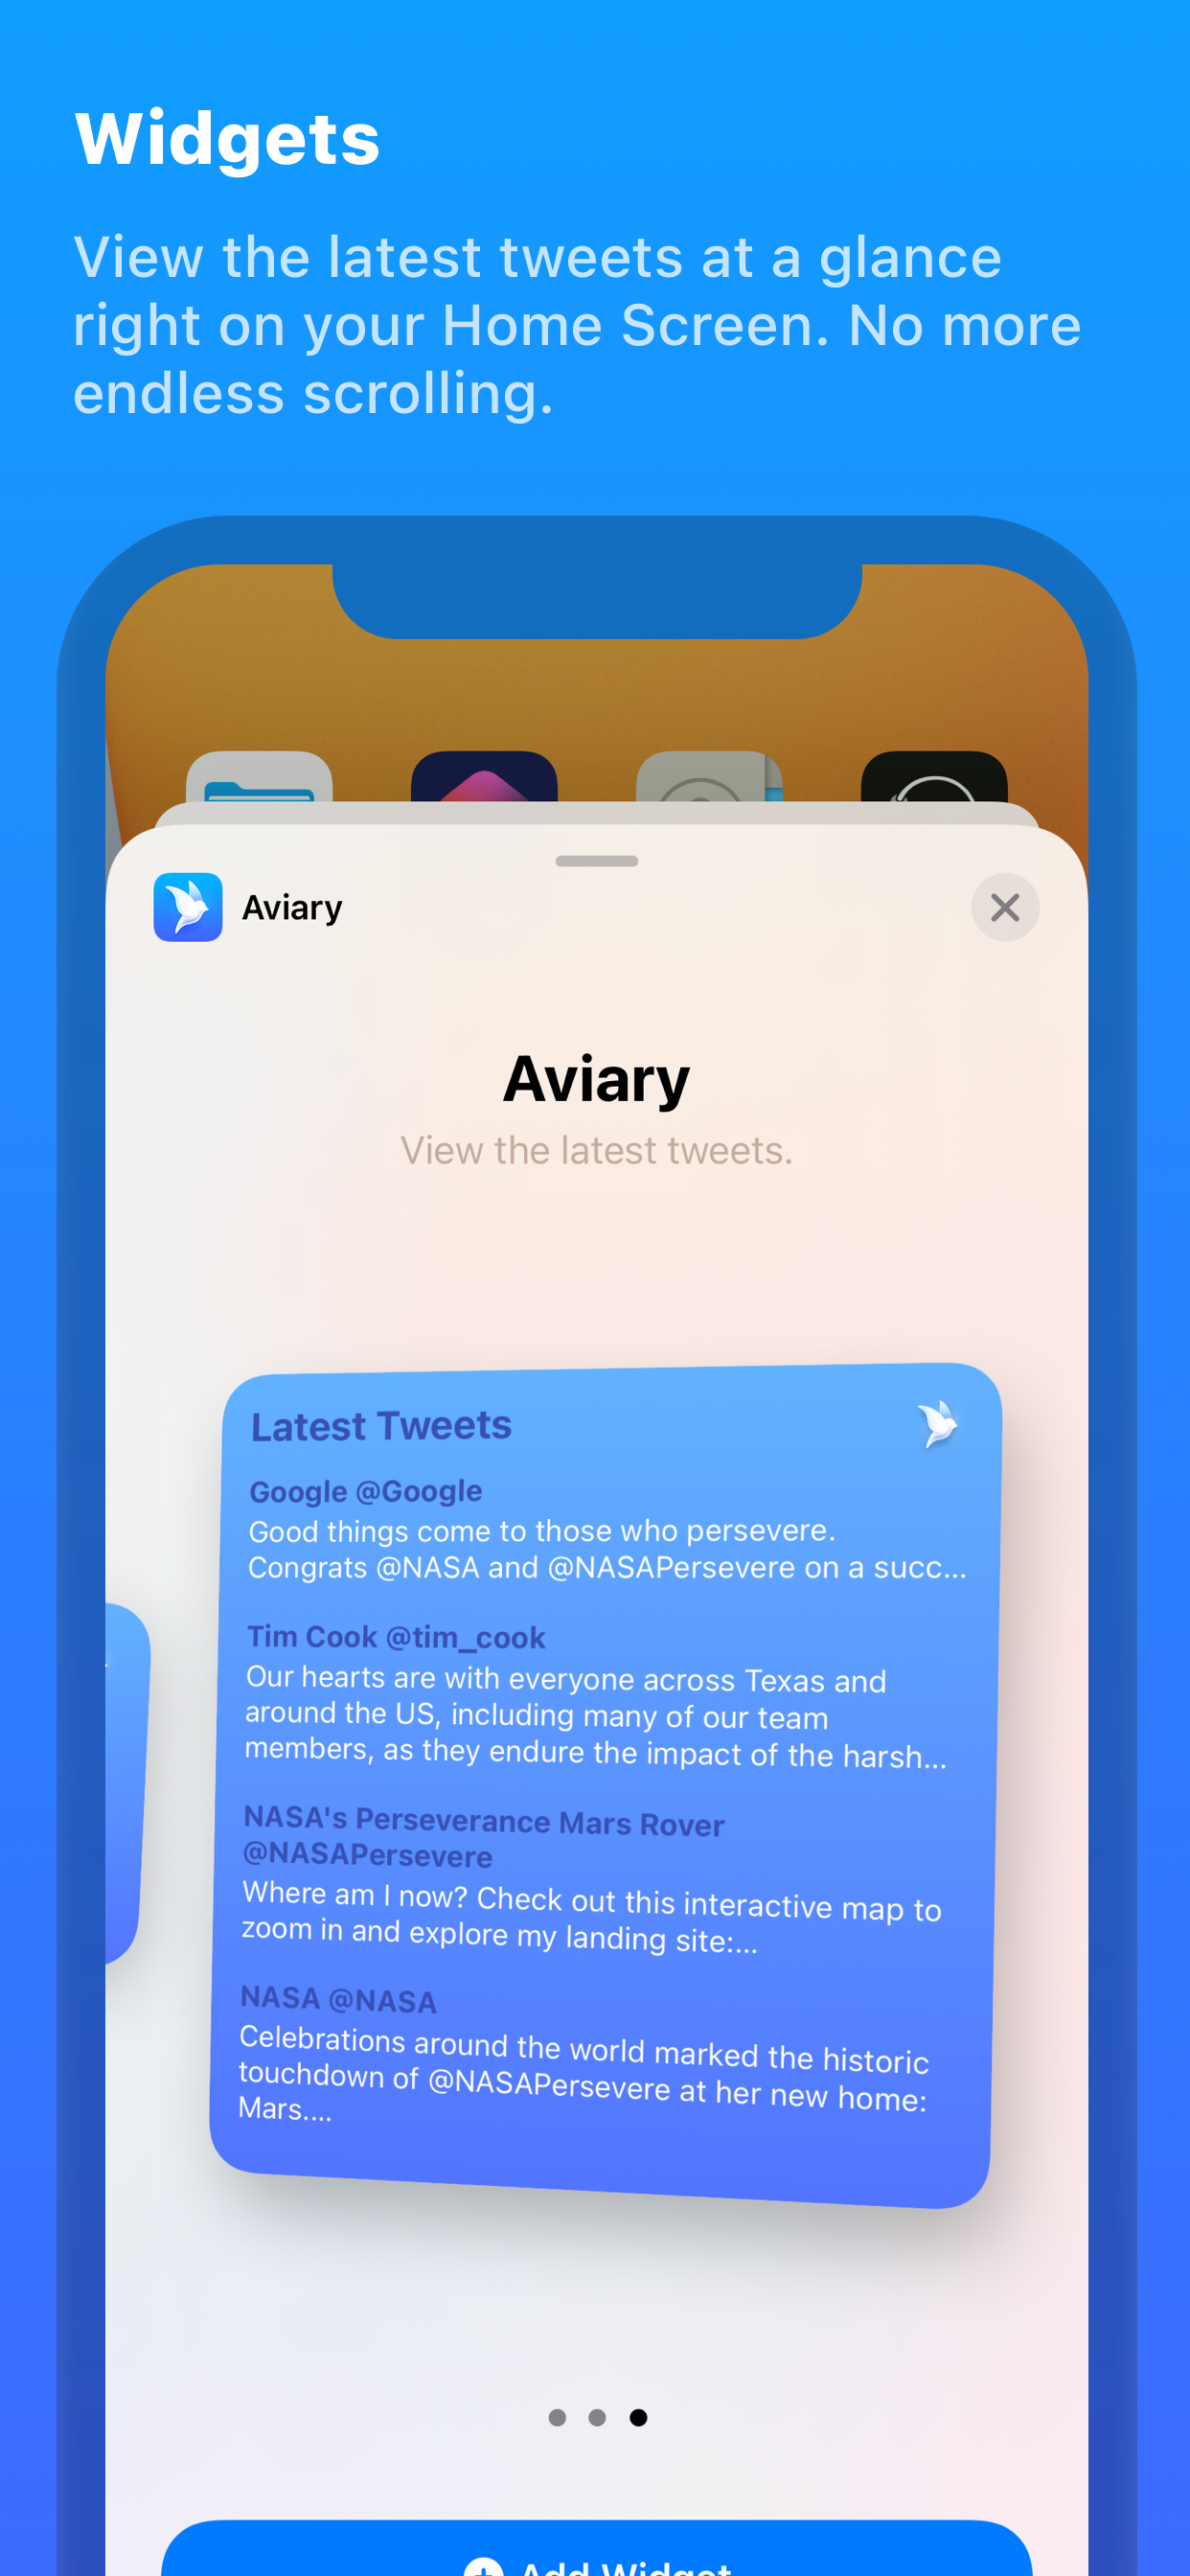 Widgets
View the latest tweets at a glance
right on your Home Screen. No more
endless scrolling.
Aviary
Aviary
View the latest tweets.
Latest Tweets
Google @Google
Good things come to those who persevere.
Congrats @NASA and @NASAPersevere on a succ...
Tim Cook @tim_cook
Our hearts are with everyone across Texas and
around the US, including many of our team
members, as they endure the impact of the harsh...
NASA's Perseverance Mars Rover
@NASAPersevere
Where am I now? Check out this interactive map to
zoom in and explore my landing site:...
NASA @NASA
Celebrations around the world marked the historic
touchdown of @NASAPersevere at her new home:
Mars....
Add Widget